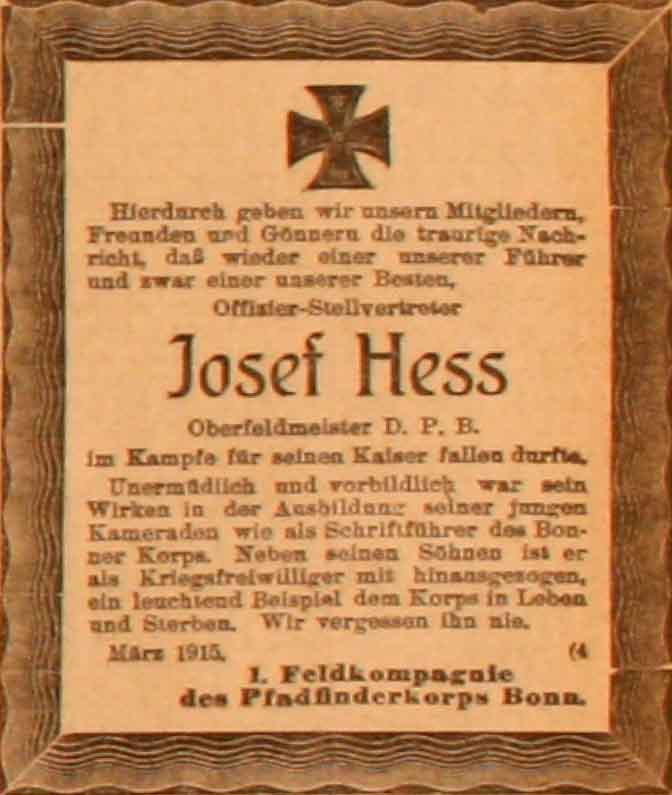 Hierdurch geben wir unsern Mitgliedern,
Freunden und Gönnern die traurige Nach-
richt, daß wieder einer unserer Führer
und zwar einer unserer Besten,
Offizier-Stellvertreter
Josef Hess
Oberfeldmeister D. P. B.
im Kampfe für seinen Kaiser fallen durfte.
Unermüdlich und vorbildlich war sein
Wirken in der Ausbildung seiner jungen
Kameraden wie als Schriftführer des Bon-
ner Korps. Neben seinen Söhnen ist er
als Kriegsfreiwilliger mit hinausgezogen,
ein leuchtend Beispiel dem Korps in Leben
und Sterben. Wir vergessen ihn nie.
März 1915. (4
1. Feldkompagnie
des Pfadfinderkorps Bonn.